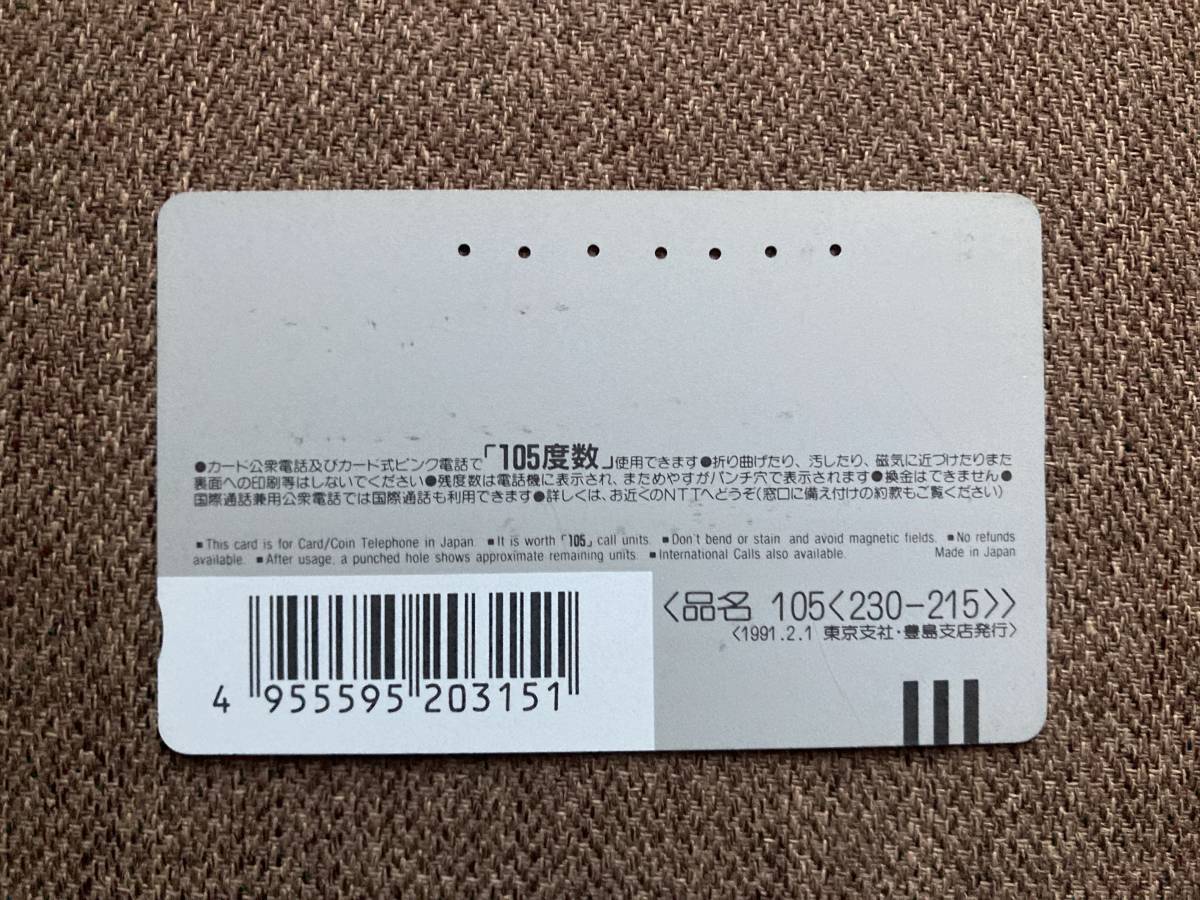 ●カード公衆電話及びカード式ピンク電話で「105度数」使用できます●折り曲げたり、汚したり、磁気に近づけたりまた
裏面への印刷等はしないでください●残度数は電話機に表示され、まためやすがパンチ穴で表示されます●換金はできません●
国際通話兼用公衆電話では国際通話も利用できます●詳しくは、お近くのNTTへどうぞ(窓口に備え付けの約款もご覧ください)
■This card is for Card/Coin Telephone in Japan. ■It is worth「105」call units. ■Don't bend or stain and avoid magnetic fields. ■No refunds
available. ■After usage, a punched hole shows approximate remaining units. ■International Calls also available. Made in Japan
<品名 105<230-215>>
<1991.2.1 東京支社・豊島支店発行>
4 955595 203151